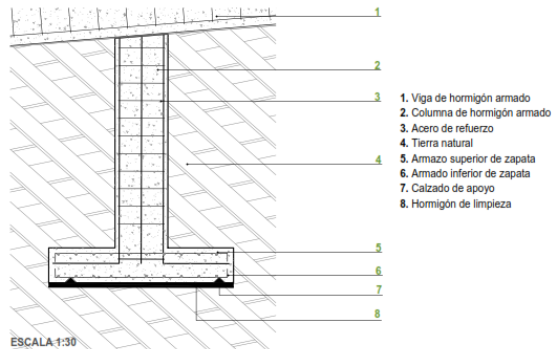 1
2
3
4
5
6
7
8
1. Viga de hormigón armado
2. Columna de hormigón armado
3. Acero de refuerzo
4. Tierra natural
5. Armazo superior de zapata
6. Armado inferior de zapata
7. Calzado de apoyo
8. Hormigón de limpieza
ESCALA 1:30